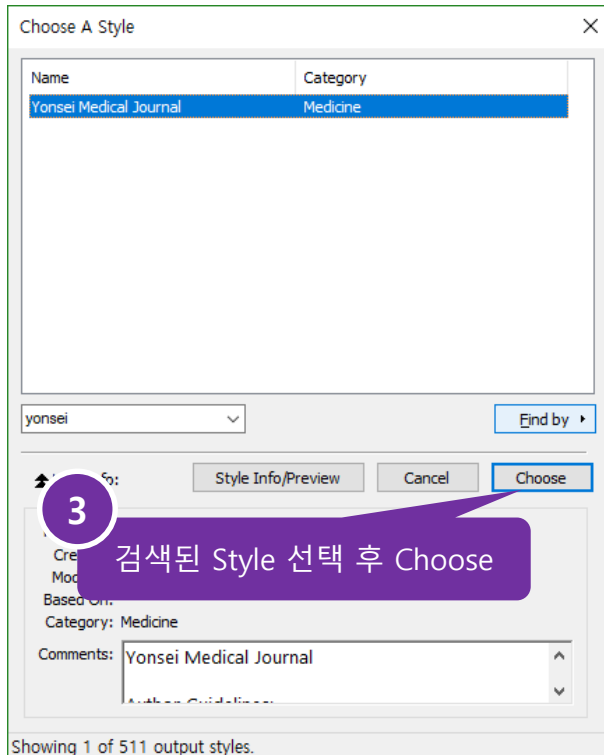 Choose A Style
Name Category
Yonsei Medical Journal Medicine
yonsei
Find by
Style Info/Preview Cancel Choose
3
검색된 Style 선택 후 Choose
Based On:
Category: Medicine
Comments: Yonsei Medical Journal
Author Guidelines:
Showing 1 of 511 output styles.